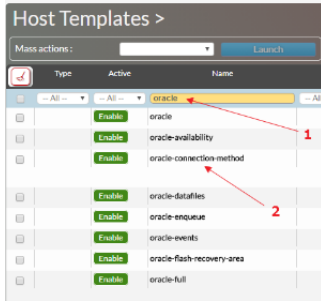 Host Templates >
Mass actions : Launch
Type Active Name
-- All -- -- All -- oracle -- All
Enable oracle 1
Enable oracle-availability
Enable oracle-connection-method
2
Enable oracle-datafiles
Enable oracle-enqueue
Enable oracle-events
Enable oracle-flash-recovery-area
Enable oracle-full